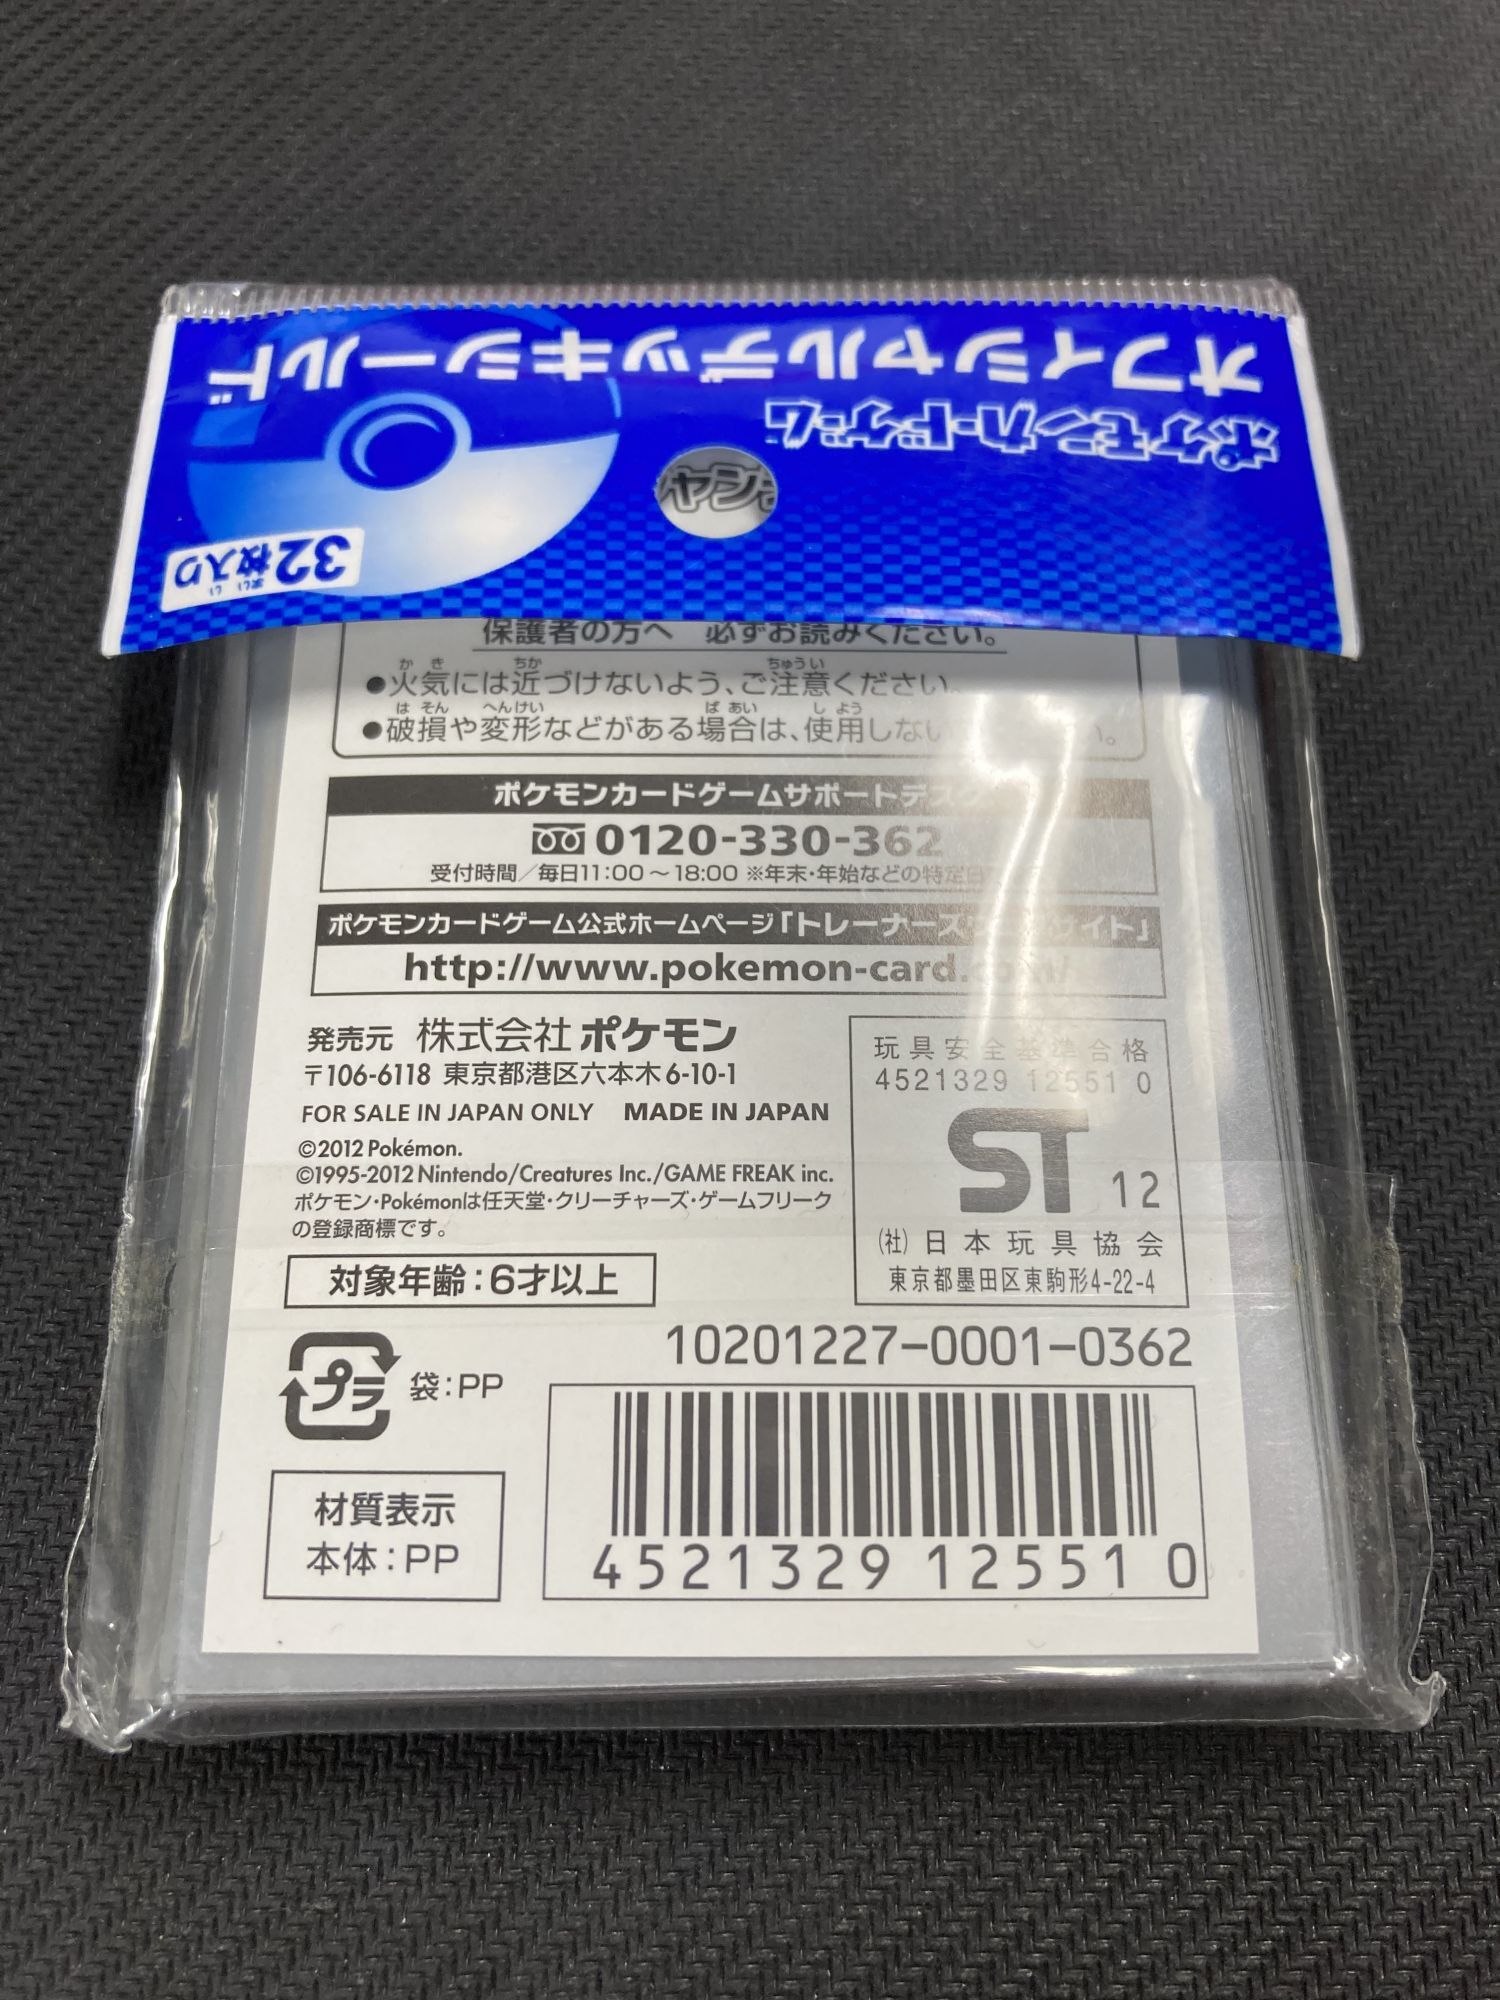 オフィシャルデッキシールド
ポケモンカードゲーム
32枚入り
保護者の方へ 必ずお読みください。
●火気には近づけないよう、ご注意ください。
●破損や変形などがある場合は、使用しない
ポケモンカードゲームサポートデスク
0120-330-362
受付時間/毎日11:00~18:00 ※年末・年始などの特定日
ポケモンカードゲーム公式ホームページ「トレーナーズ サイト」
http://www.pokemon-card.com/
発売元 株式会社ポケモン
〒106-6118 東京都港区六本木6-10-1
FOR SALE IN JAPAN ONLY MADE IN JAPAN
©2012 Pokémon.
©1995-2012 Nintendo/Creatures Inc./GAME FREAK inc.
ポケモン・Pokémonは任天堂・クリーチャーズ・ゲームフリーク
の登録商標です。
対象年齢:6才以上
玩具安全基準合格
4521329 12551 0
ST 12
(社)日本玩具協会
東京都墨田区東駒形4-22-4
プラ 袋:PP
材質表示
本体:PP
10201227-0001-0362
4521329 12551 0